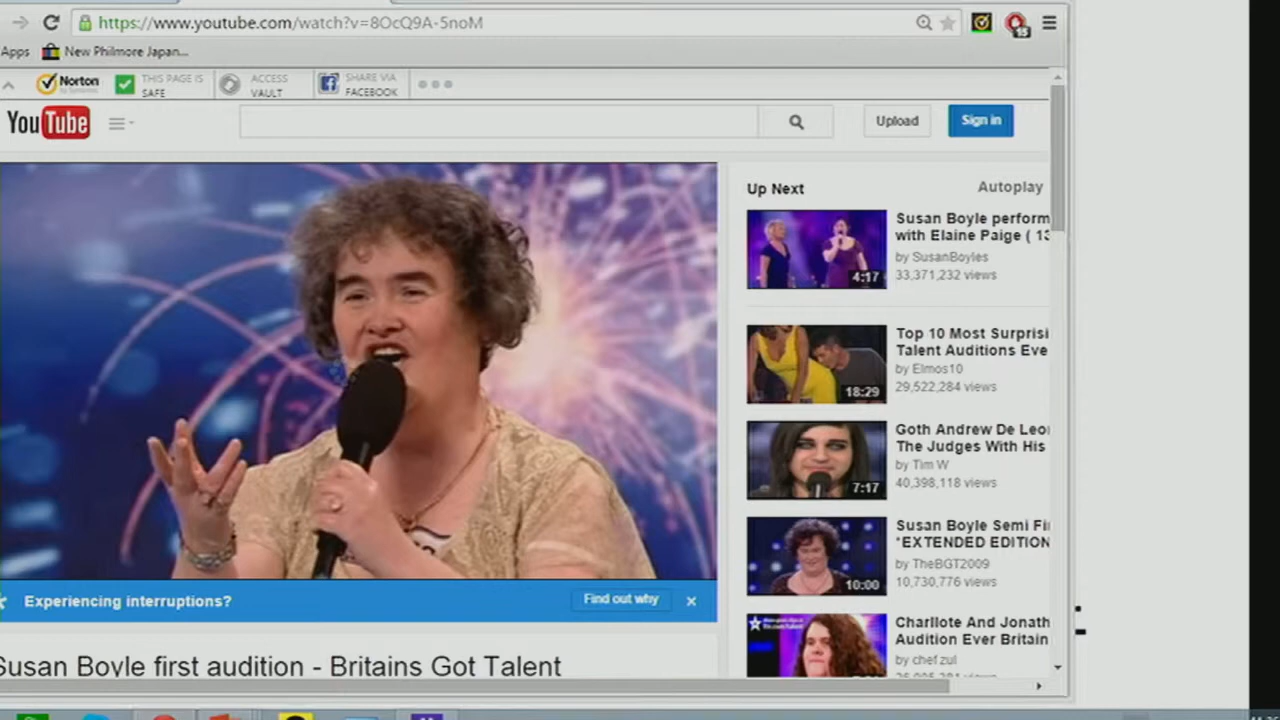 https://www.youtube.com/watch?v=8OcQ9A-5noM
Apps
New Philmore Japan...
Norton
THIS PAGE IS
SAFE
ACCESS
VAULT
SHARE VIA
FACEBOOK
15
YouTube
Upload
Sign in
Up Next
Autoplay
Susan Boyle perform
with Elaine Paige ( 13
by SusanBoyles
33,371,232 views
4:17
Top 10 Most Surprisi
Talent Auditions Eve
by Elmos10
29,522,284 views
18:29
Goth Andrew De Leo
The Judges With His
by Tim W
40,398,118 views
7:17
Susan Boyle Semi Fi
*EXTENDED EDITION
by TheBGT2009
10,730,776 views
10:00
Charllote And Jonath
Audition Ever Britain
by chef zul
Experiencing interruptions?
Find out why
Susan Boyle first audition - Britains Got Talent